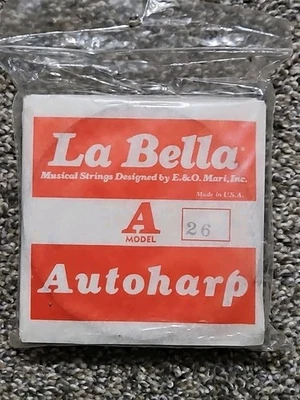 La Bella
Musical Strings Designed by E. & O. Mari, Inc.
Made in U.S.A.
A 26
MODEL
Autoharp